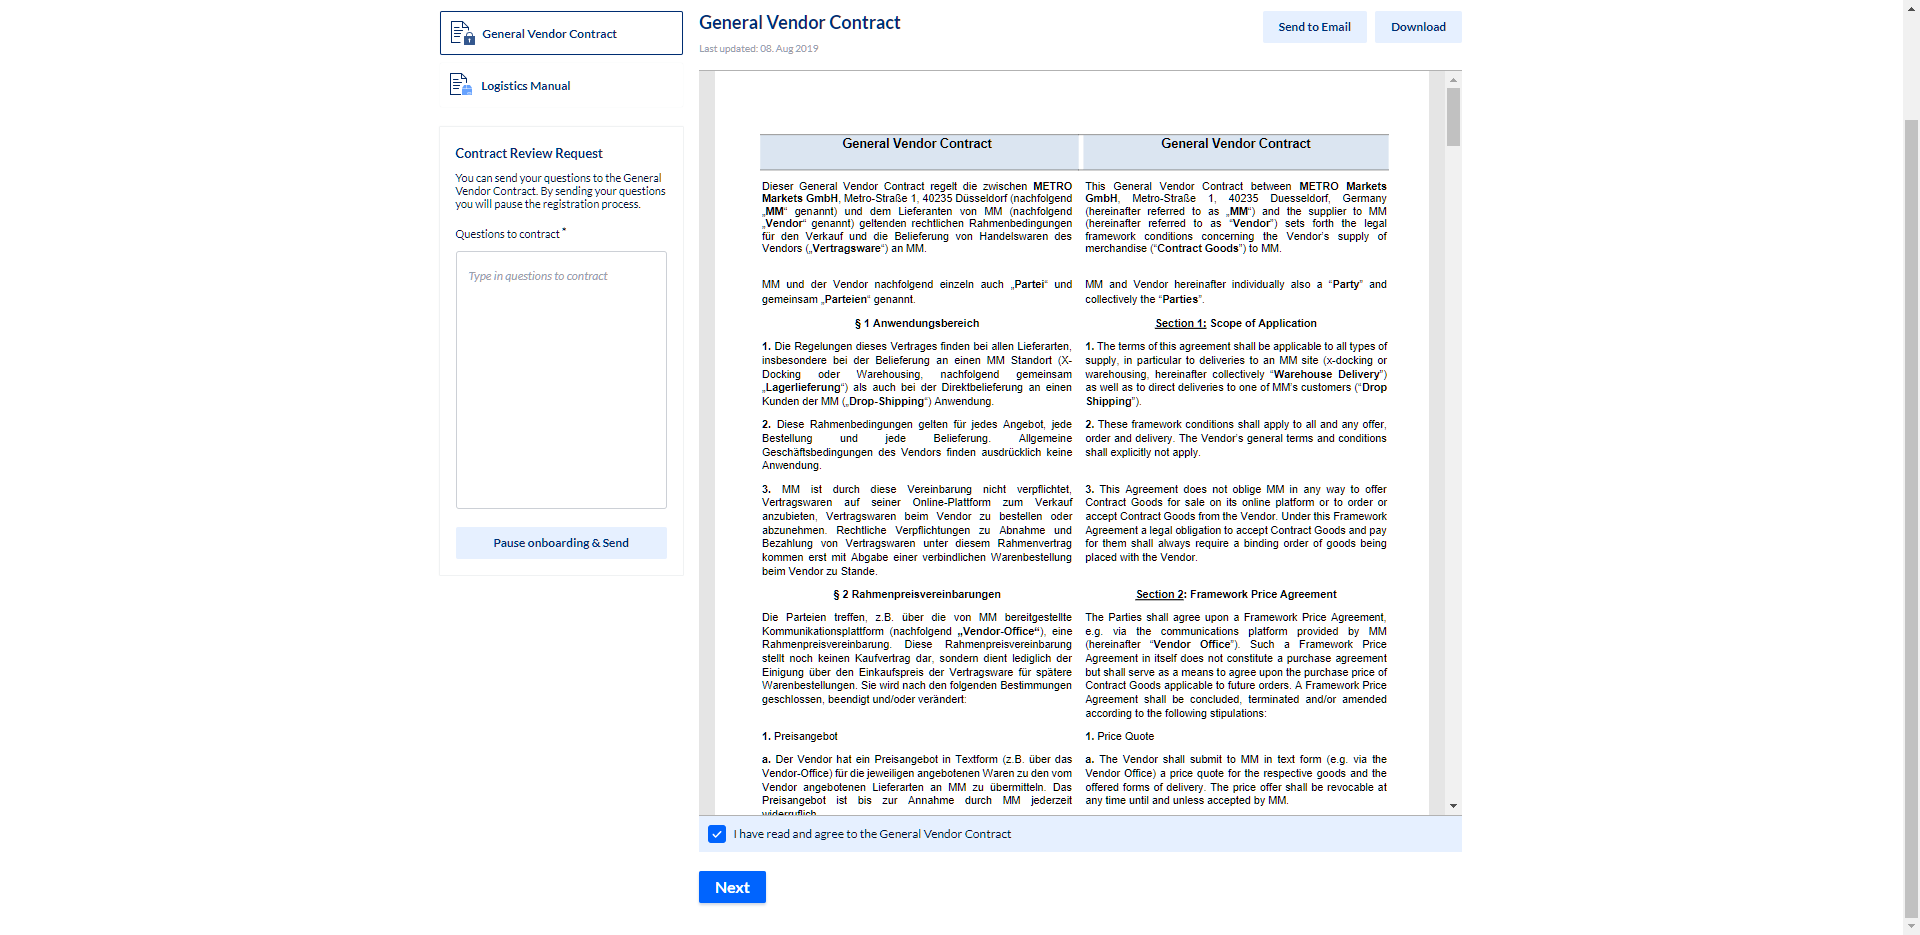 General Vendor Contract
Logistics Manual
Contract Review Request
You can send your questions to the General
Vendor Contract. By sending your questions
you will pause the registration process.
Questions to contract *
Type in questions to contract
Pause onboarding & Send
General Vendor Contract
Last updated: 08. Aug 2019
Send to Email
Download
General Vendor Contract
Dieser General Vendor Contract regelt die zwischen METRO
Markets GmbH, Metro-Straße 1, 40235 Düsseldorf (nachfolgend
„MM“ genannt) und dem Lieferanten von MM (nachfolgend
„Vendor“ genannt) geltenden rechtlichen Rahmenbedingungen
für den Verkauf und die Belieferung von Handelswaren des
Vendors („Vertragsware“) an MM.
MM und der Vendor nachfolgend einzeln auch „Partei“ und
gemeinsam „Parteien“ genannt.
§ 1 Anwendungsbereich
1. Die Regelungen dieses Vertrages finden bei allen Lieferarten,
insbesondere bei der Belieferung an einen MM Standort (X-
Docking oder Warehousing, nachfolgend gemeinsam
„Lagerlieferung“) als auch bei der Direktbelieferung an einen
Kunden der MM („Drop-Shipping“) Anwendung.
2. Diese Rahmenbedingungen gelten für jedes Angebot, jede
Bestellung und jede Belieferung. Allgemeine
Geschäftsbedingungen des Vendors finden ausdrücklich keine
Anwendung.
3. MM ist durch diese Vereinbarung nicht verpflichtet,
Vertragswaren auf seiner Online-Plattform zum Verkauf
anzubieten, Vertragswaren beim Vendor zu bestellen oder
abzunehmen. Rechtliche Verpflichtungen zu Abnahme und
Bezahlung von Vertragswaren unter diesem Rahmenvertrag
kommen erst mit Abgabe einer verbindlichen Warenbestellung
beim Vendor zu Stande.
§ 2 Rahmenpreisvereinbarungen
Die Parteien treffen, z.B. über die von MM bereitgestellte
Kommunikationsplattform (nachfolgend „Vendor-Office“), eine
Rahmenpreisvereinbarung. Diese Rahmenpreisvereinbarung
stellt noch keinen Kaufvertrag dar, sondern dient lediglich der
Einigung über den Einkaufspreis der Vertragsware für spätere
Warenbestellungen. Sie wird nach den folgenden Bestimmungen
geschlossen, beendigt und/oder verändert:
1. Preisangebot
a. Der Vendor hat ein Preisangebot in Textform (z.B. über das
Vendor-Office) für die jeweiligen angebotenen Waren zu den vom
Vendor angebotenen Lieferarten an MM zu übermitteln. Das
Preisangebot ist bis zur Annahme durch MM jederzeit
widerruflich.
General Vendor Contract
This General Vendor Contract between METRO Markets
GmbH, Metro-Straße 1, 40235 Duesseldorf, Germany
(hereinafter referred to as „MM“) and the supplier to MM
(hereinafter referred to as “Vendor”) sets forth the legal
framework conditions concerning the Vendor’s supply of
merchandise (“Contract Goods”) to MM.
MM and Vendor hereinafter individually also a “Party” and
collectively the “Parties”.
Section 1: Scope of Application
1. The terms of this agreement shall be applicable to all types of
supply, in particular to deliveries to an MM site (x-docking or
warehousing, hereinafter collectively “Warehouse Delivery”)
as well as to direct deliveries to one of MM’s customers (“Drop
Shipping”).
2. These framework conditions shall apply to all and any offer,
order and delivery. The Vendor’s general terms and conditions
shall explicitly not apply.
3. This Agreement does not oblige MM in any way to offer
Contract Goods for sale on its online platform or to order or
accept Contract Goods from the Vendor. Under this Framework
Agreement a legal obligation to accept Contract Goods and pay
for them shall always require a binding order of goods being
placed with the Vendor.
Section 2: Framework Price Agreement
The Parties shall agree upon a Framework Price Agreement,
e.g. via the communications platform provided by MM
(hereinafter “Vendor Office”). Such a Framework Price
Agreement in itself does not constitute a purchase agreement
but shall serve as a means to agree upon the purchase price of
Contract Goods applicable to future orders. A Framework Price
Agreement shall be concluded, terminated and/or amended
according to the following stipulations:
1. Price Quote
a. The Vendor shall submit to MM in text form (e.g. via the
Vendor Office) a price quote for the respective goods and the
offered forms of delivery. The price offer shall be revocable at
any time until and unless accepted by MM.
I have read and agree to the General Vendor Contract
Next